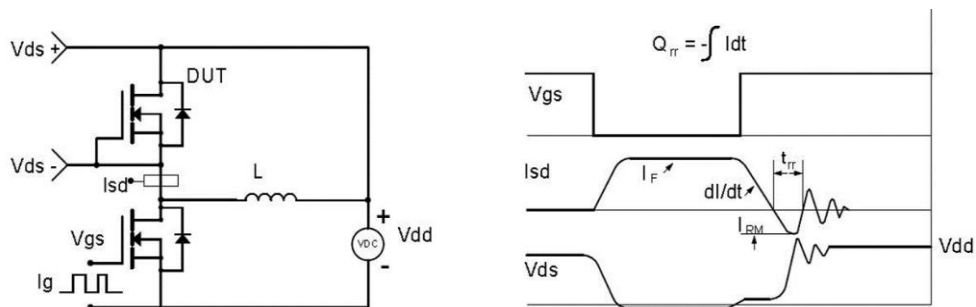 Vds +
DUT
Vds -
Isd
L
Vgs
Ig
+
VDC
-
Vdd
Qrr = -∫ Idt
Vgs
Isd
IF
dI/dt
trr
IRM
Vds
Vdd